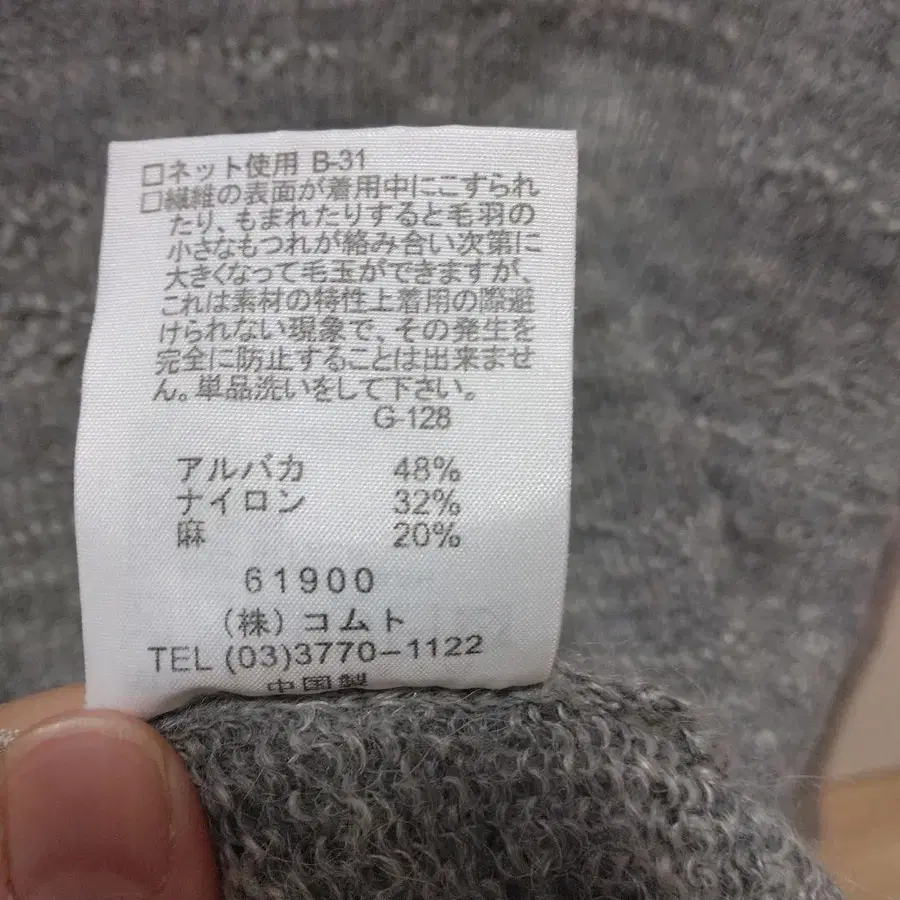 □ネット使用 B-31
□繊維の表面が着用中にこすられ
たり、もまれたりすると毛羽の
小さなもつれが絡み合い次第に
大きくなって毛玉ができますが、
これは素材の特性上着用の際避
けられない現象で、その発生を
完全に防止することは出来ませ
ん。単品洗いをして下さい。
G-128
アルパカ 48%
ナイロン 32%
麻 20%
61900
(株)コムト
TEL (03)3770-1122
中国製